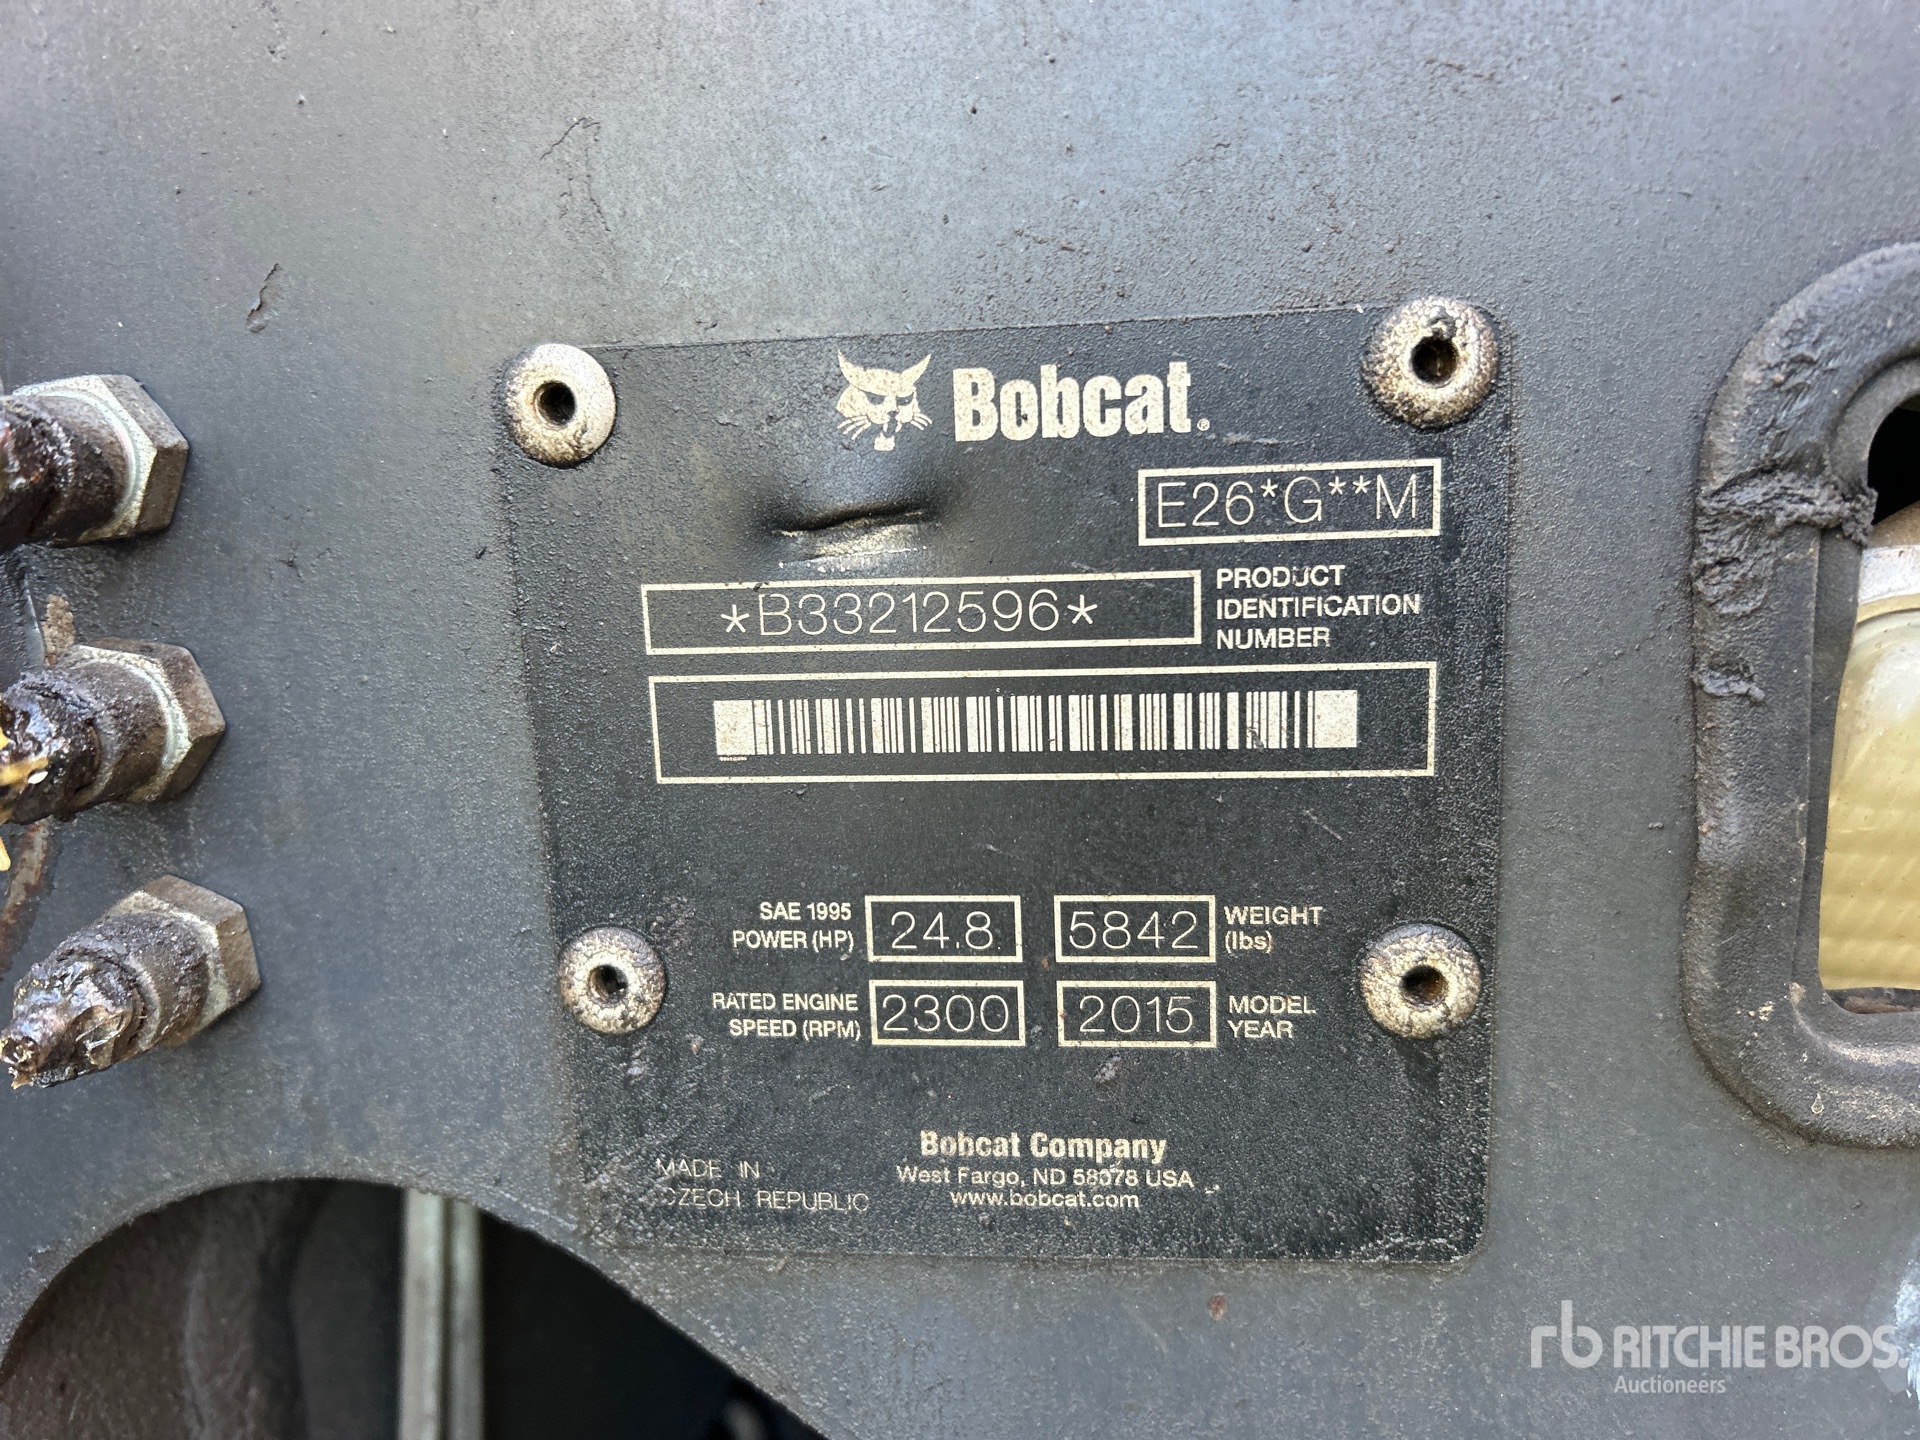 Bobcat®
E26*G**M
*B33212596*
PRODUCT
IDENTIFICATION
NUMBER
SAE 1995
POWER (HP)
24.8
5842
WEIGHT
(lbs)
RATED ENGINE
SPEED (RPM)
2300
2015
MODEL
YEAR
Bobcat Company
West Fargo, ND 58078 USA
www.bobcat.com
MADE IN
CZECH REPUBLIC
rb RITCHIE BROS.
Auctioneers